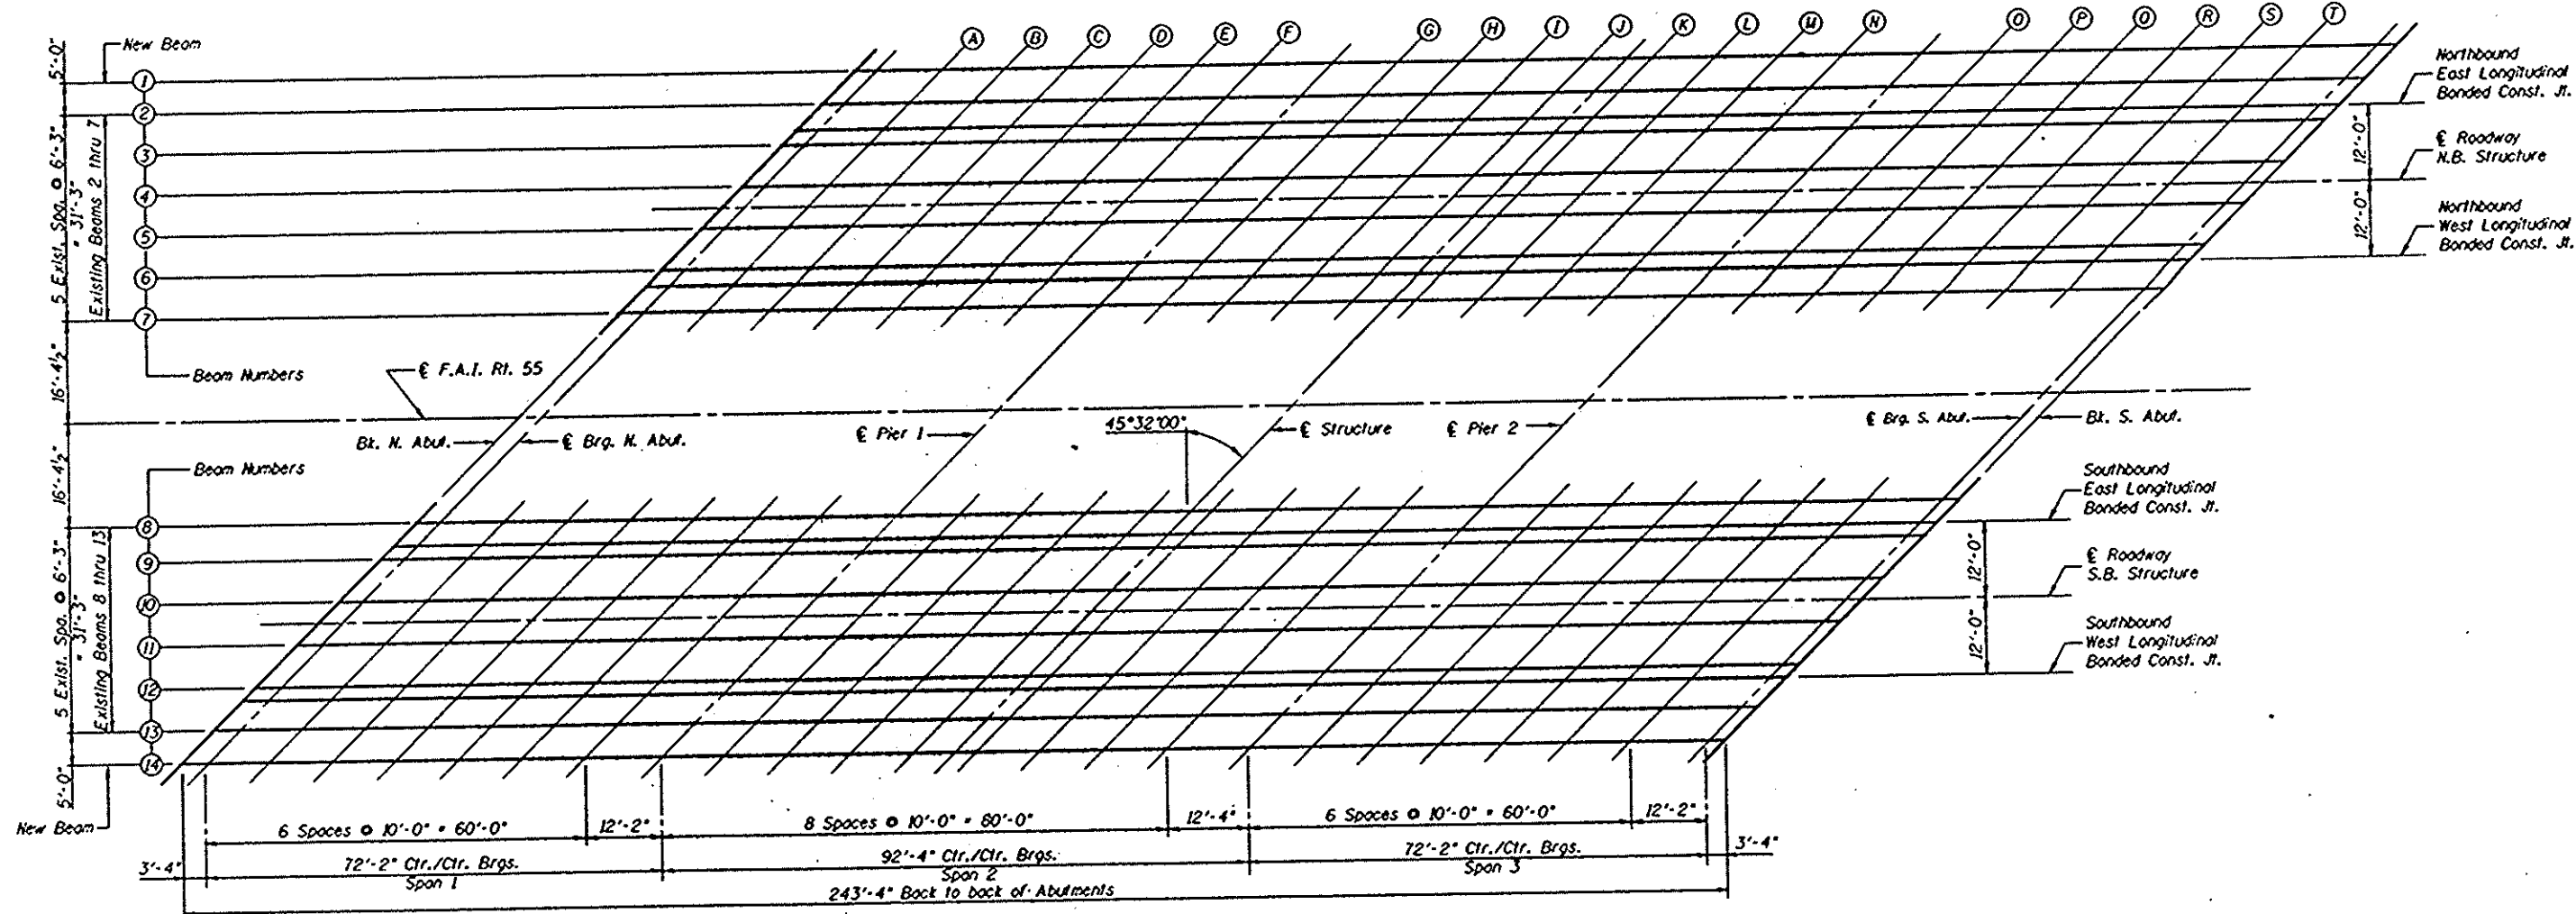 A B C D E F G H I J K L M N O P Q R S T
New Beam
5'-0"
1
2
3
4
5
6
7
5 Exist. Spa. @ 6'-3"
= 31'-3"
Existing Beams 2 thru 7
Beam Numbers
16'-4½"
₵ F.A.I. Rt. 55
Northbound
East Longitudinal
Bonded Const. Jt.
12'-0"
₵ Roadway
N.B. Structure
12'-0"
Northbound
West Longitudinal
Bonded Const. Jt.
Bk. N. Abut.
₵ Brg. N. Abut.
₵ Pier 1
45°32'00"
₵ Structure
₵ Pier 2
₵ Brg. S. Abut.
Bk. S. Abut.
16'-4½"
Beam Numbers
8
9
10
11
12
13
14
5 Exist. Spa. @ 6'-3"
= 31'-3"
Existing Beams 8 thru 13
5'-0"
New Beam
Southbound
East Longitudinal
Bonded Const. Jt.
12'-0"
₵ Roadway
S.B. Structure
12'-0"
Southbound
West Longitudinal
Bonded Const. Jt.
6 Spaces @ 10'-0" = 60'-0"
12'-2"
8 Spaces @ 10'-0" = 80'-0"
12'-4"
6 Spaces @ 10'-0" = 60'-0"
12'-2"
3'-4"
72'-2" Ctr./Ctr. Brgs.
Span 1
92'-4" Ctr./Ctr. Brgs.
Span 2
72'-2" Ctr./Ctr. Brgs.
Span 3
3'-4"
243'-4" Back to back of Abutments